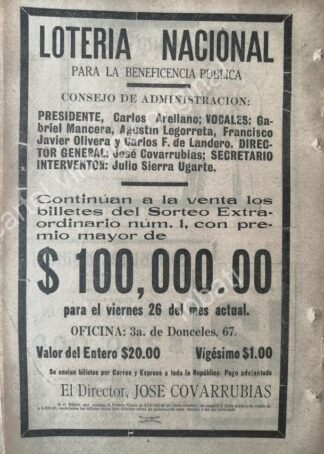 LOTERIA NACIONAL
PARA LA BENEFICENCIA PUBLICA
CONSEJO DE ADMINISTRACION:
PRESIDENTE, Carlos Arellano; VOCALES: Ga-
briel Mancera, Agustín Legorreta, Francisco
Javier Olivera y Carlos F. de Landero. DIREC-
TOR GENERAL: José Covarrubias; SECRETARIO
INTERVENTOR: Julio Sierra Ugarte.
Continúan a la venta los
billetes del Sorteo Extra-
ordinario núm. 1, con pre-
mio mayor de
$ 100,000.00
para el viernes 26 del mes actual.
OFICINA: 3a. de Donceles, 67.
Valor del Entero $20.00 Vigésimo $1.00
Se envían billetes por Correo y Express a toda la República. Pago adelantado
El Director, JOSE COVARRUBIAS